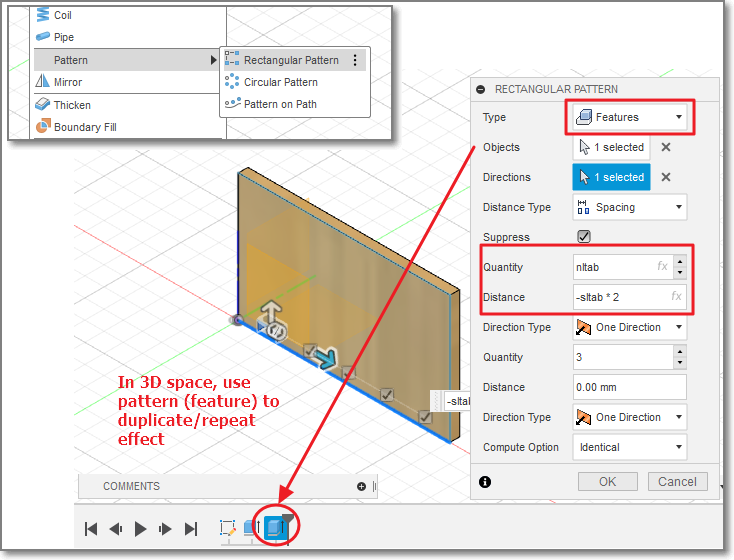 Coil
Pipe
Pattern
Mirror
Thicken
Boundary Fill
Rectangular Pattern
Circular Pattern
Pattern on Path
RECTANGULAR PATTERN
Type Features
Objects 1 selected
Directions 1 selected
Distance Type Spacing
Suppress
Quantity nltab fx
Distance -sltab * 2 fx
Direction Type One Direction
Quantity 3
Distance 0.00 mm
Direction Type One Direction
Compute Option Identical
OK Cancel
-slta
In 3D space, use
pattern (feature) to
duplicate/repeat
effect
COMMENTS